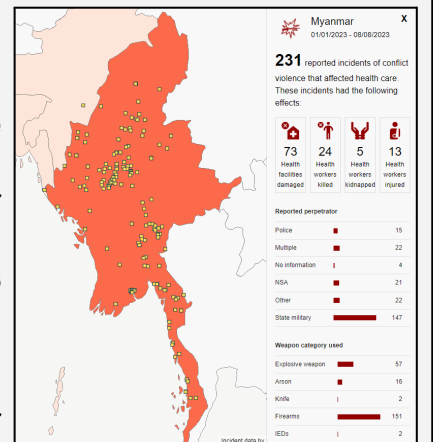 Myanmar
X
01/01/2023 - 08/08/2023
231 reported incidents of conflict
violence that affected health care.
These incidents had the following
effects:
73
Health
facilities
damaged
24
Health
workers
killed
5
Health
workers
kidnapped
13
Health
workers
injured
Reported perpetrator
Police 15
Multiple 22
No information 4
NSA 21
Other 22
State military 147
Weapon category used
Explosive weapon 57
Arson 16
Knife 2
Firearms 151
IEDs 2
Incident data by